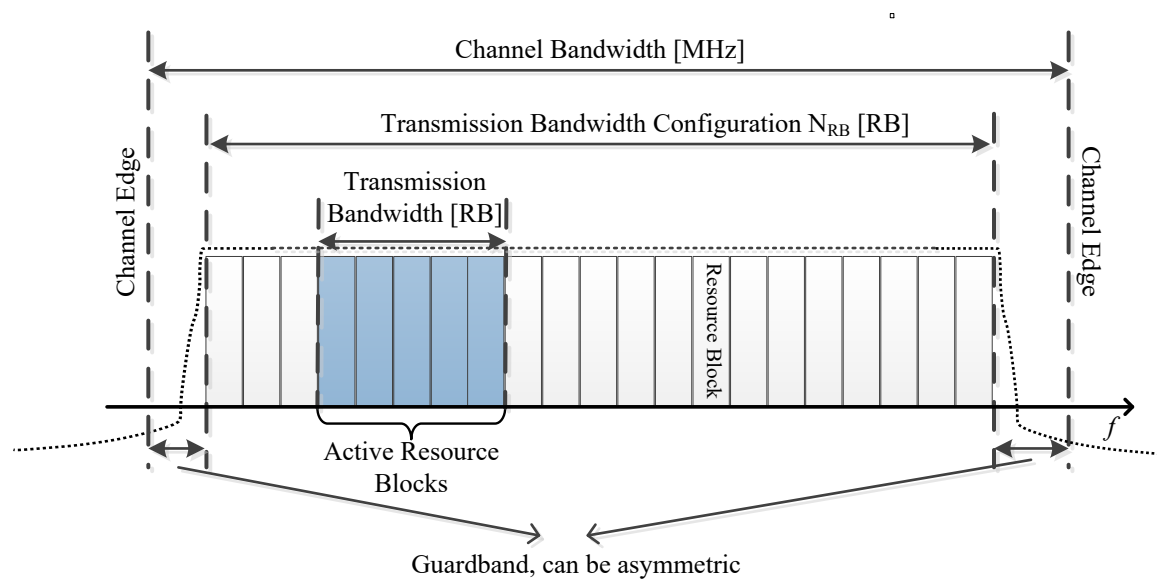 Channel Bandwidth [MHz]
Transmission Bandwidth Configuration N_RB [RB]
Channel Edge
Transmission
Bandwidth [RB]
Channel Edge
Resource Block
f
Active Resource
Blocks
Guardband, can be asymmetric